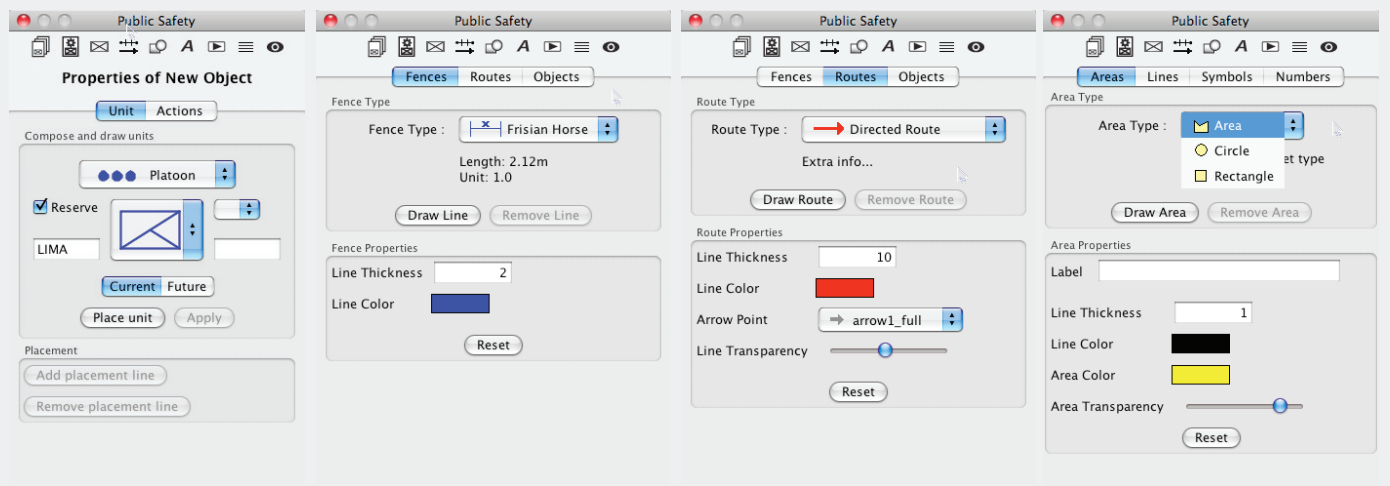 Public Safety
A
Properties of New Object
Unit Actions
Compose and draw units
Platoon
Reserve
LIMA
Current Future
Place unit Apply
Placement
Add placement line
Remove placement line
Public Safety
A
Fences Routes Objects
Fence Type
Fence Type : x Frisian Horse
Length: 2.12m
Unit: 1.0
Draw Line Remove Line
Fence Properties
Line Thickness 2
Line Color
Reset
Public Safety
A
Fences Routes Objects
Route Type
Route Type : Directed Route
Extra info...
Draw Route Remove Route
Route Properties
Line Thickness 10
Line Color
Arrow Point arrow1_full
Line Transparency
Reset
Public Safety
A
Areas Lines Symbols Numbers
Area Type
Area Type : Area
Circle
et type
Rectangle
Draw Area Remove Area
Area Properties
Label
Line Thickness 1
Line Color
Area Color
Area Transparency
Reset